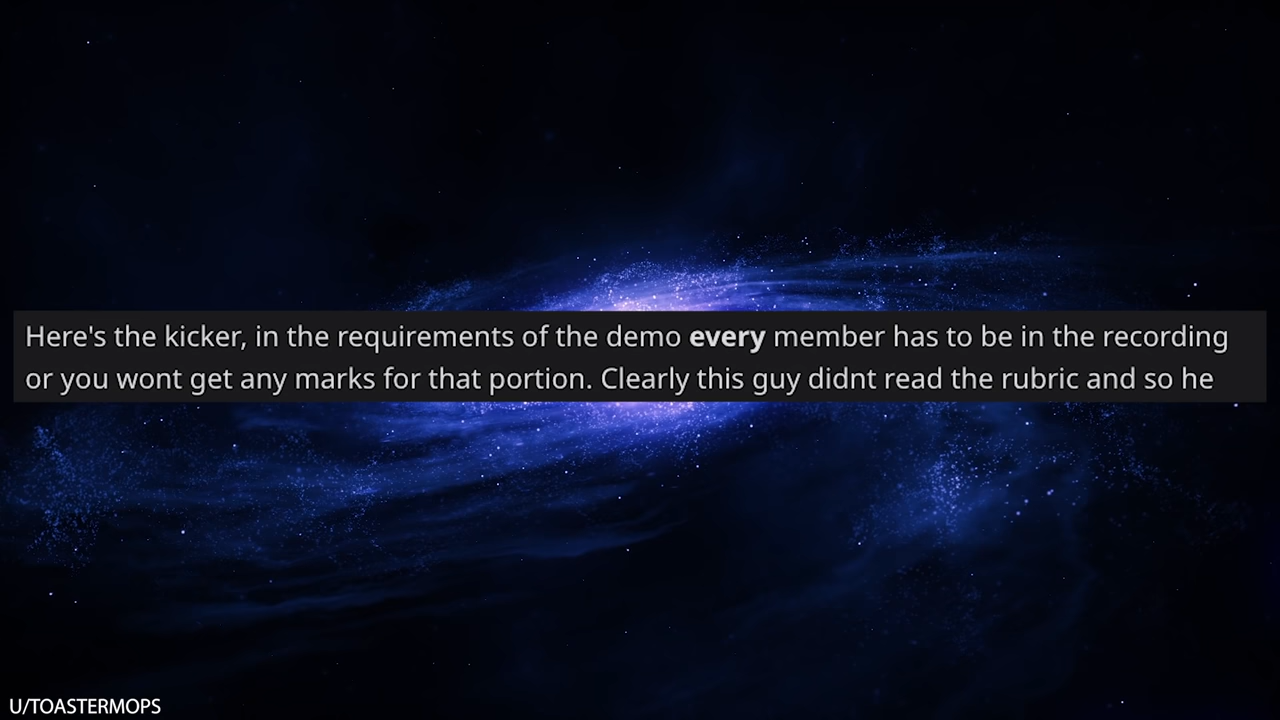 Here's the kicker, in the requirements of the demo every member has to be in the recording
or you wont get any marks for that portion. Clearly this guy didnt read the rubric and so he
U/TOASTERMOPS